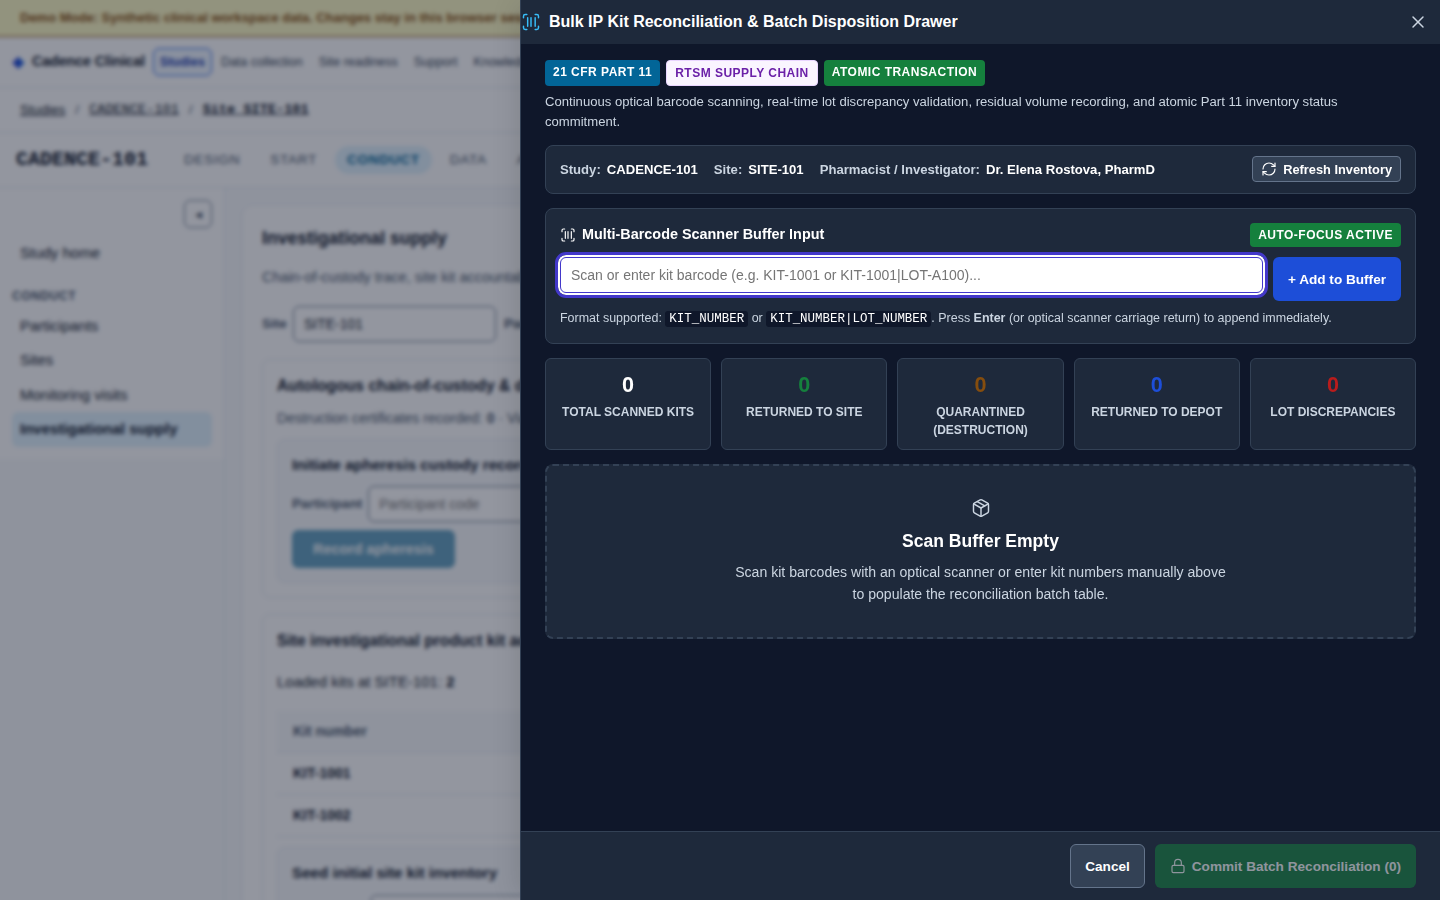 Demo Mode: Synthetic clinical workspace data. Changes stay in this browser
Bulk IP Kit Reconciliation & Batch Disposition Drawer
Cadence Clinical Studies Data collection Site readiness Support
21 CFR PART 11 RTSM SUPPLY CHAIN ATOMIC TRANSACTION
Continuous optical barcode scanning, real-time lot discrepancy validation, residual volume recording, and atomic Part 11 inventory status
commitment.
Studies / CADENCE-101 / Site SITE-101
CADENCE-101 DESIGN START CONDUCT DATA
Study: CADENCE-101 Site: SITE-101 Pharmacist / Investigator: Dr. Elena Rostova, PharmD Refresh Inventory
Study home
CONDUCT
Participants
Sites
Monitoring visits
Investigational supply
Investigational supply
Chain-of-custody trace, site kit
Site SITE-101
Autologous chain-of-custody &
Destruction certificates recorded: 0 ·
Initiate apheresis custody
Participant Participant code
Record apheresis
Site investigational product kit
Loaded kits at SITE-101: 2
Kit number
KIT-1001
KIT-1002
Seed initial site kit inventory
Multi-Barcode Scanner Buffer Input AUTO-FOCUS ACTIVE
Scan or enter kit barcode (e.g. KIT-1001 or KIT-1001|LOT-A100)... + Add to Buffer
Format supported: KIT_NUMBER or KIT_NUMBER|LOT_NUMBER. Press Enter (or optical scanner carriage return) to append immediately.
0 0 0 0 0
TOTAL SCANNED KITS RETURNED TO SITE QUARANTINED RETURNED TO DEPOT LOT DISCREPANCIES
(DESTRUCTION)
Scan Buffer Empty
Scan kit barcodes with an optical scanner or enter kit numbers manually above
to populate the reconciliation batch table.
Cancel Commit Batch Reconciliation (0)